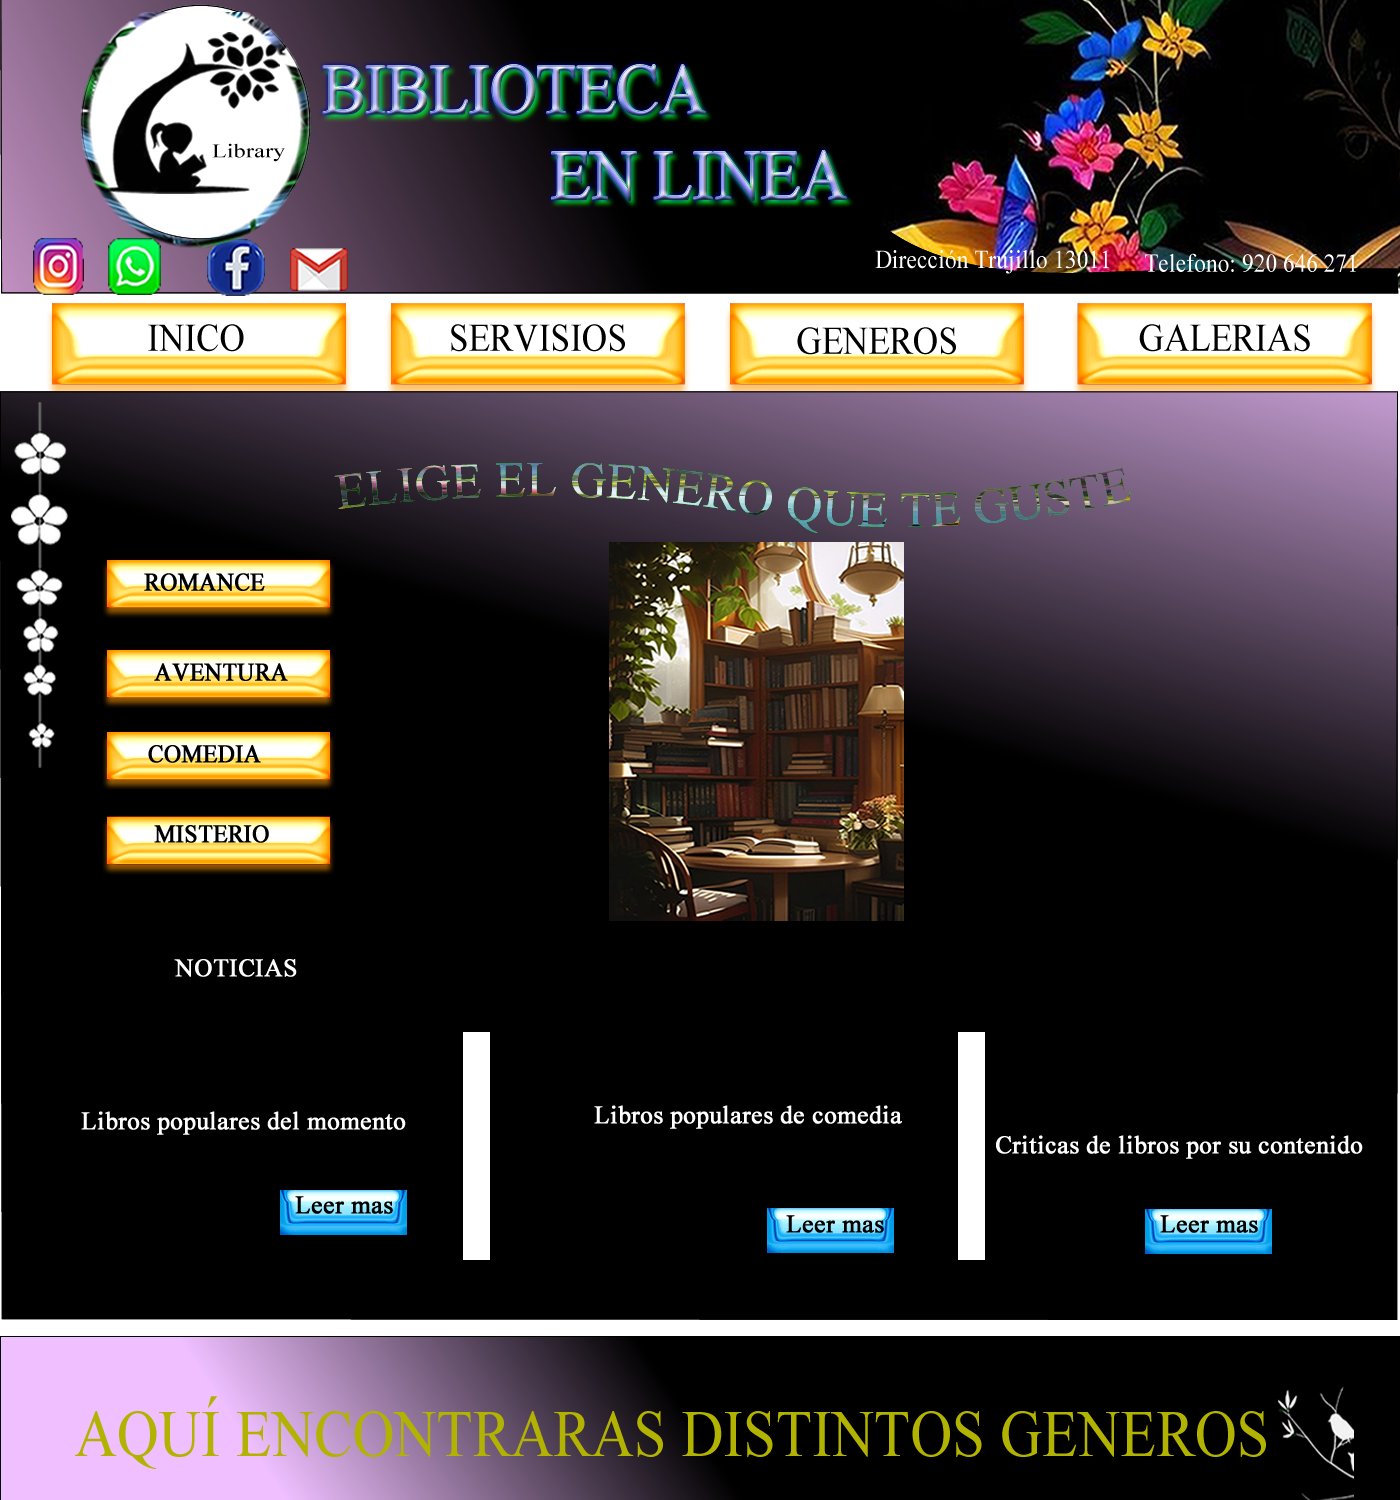 Library
BIBLIOTECA
EN LINEA
Dirección Trujillo 13011
Telefono: 920 646 271
INICO
SERVISIOS
GENEROS
GALERIAS
ELIGE EL GENERO QUE TE GUSTE
ROMANCE
AVENTURA
COMEDIA
MISTERIO
NOTICIAS
Libros populares del momento
Leer mas
Libros populares de comedia
Leer mas
Criticas de libros por su contenido
Leer mas
AQUÍ ENCONTRARAS DISTINTOS GENEROS